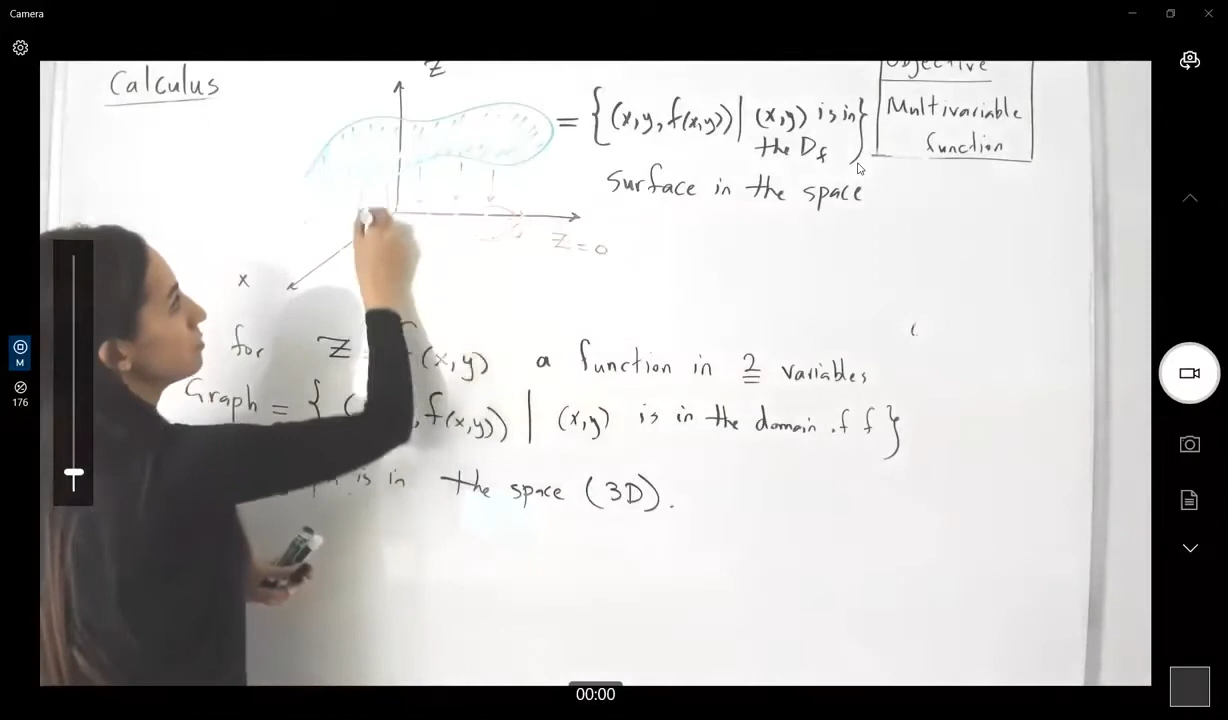 Camera
Calculus
Z
= {(x,y, f(x,y)) | (x,y) is in
the D_f }
surface in the space
Objective
Multivariable
function
Z = 0
x
for Z (x,y) a function in 2 variables
Graph = { ( , f(x,y)) | (x,y) is in the domain of f }
is in the space (3D).
M
176
00:00